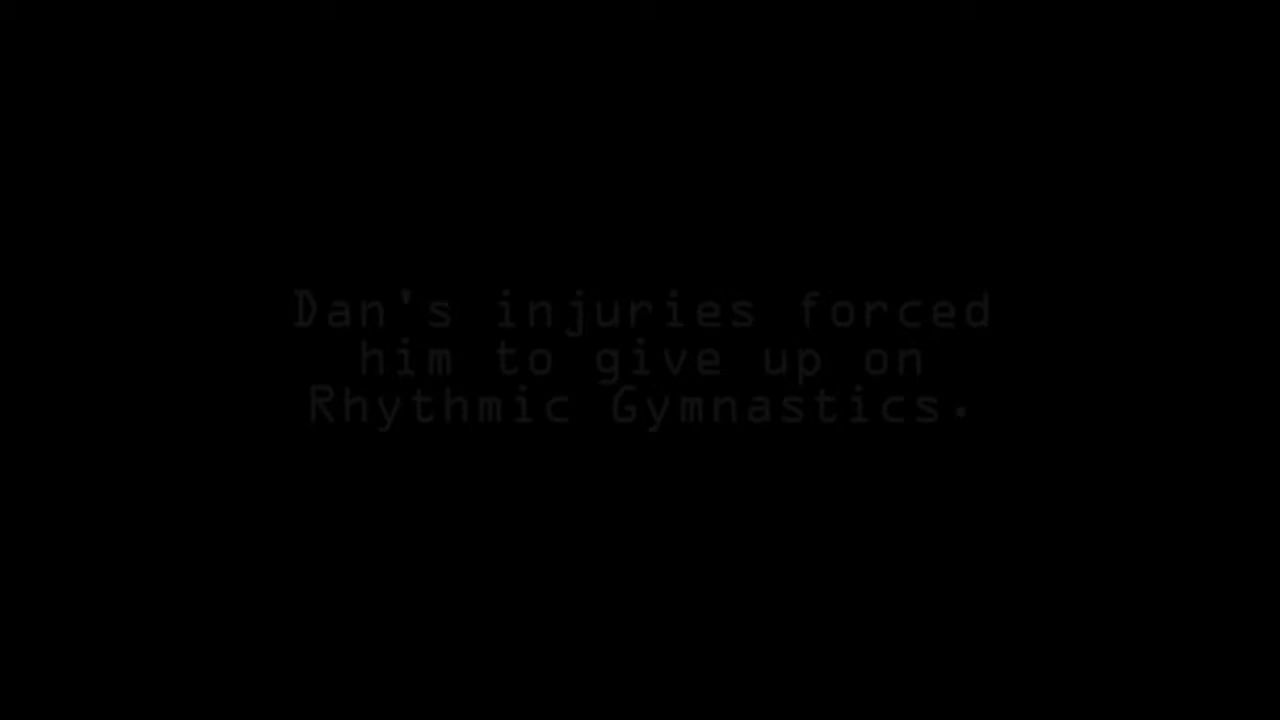 Dan's injuries forced
him to give up on
Rhythmic Gymnastics.